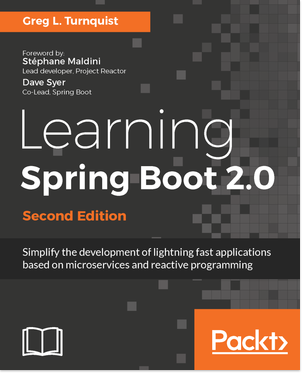 Greg L. Turnquist
Foreword by:
Stéphane Maldini
Lead developer, Project Reactor
Dave Syer
Co-Lead, Spring Boot
Learning
Spring Boot 2.0
Second Edition
Simplify the development of lightning fast applications
based on microservices and reactive programming
Packt>